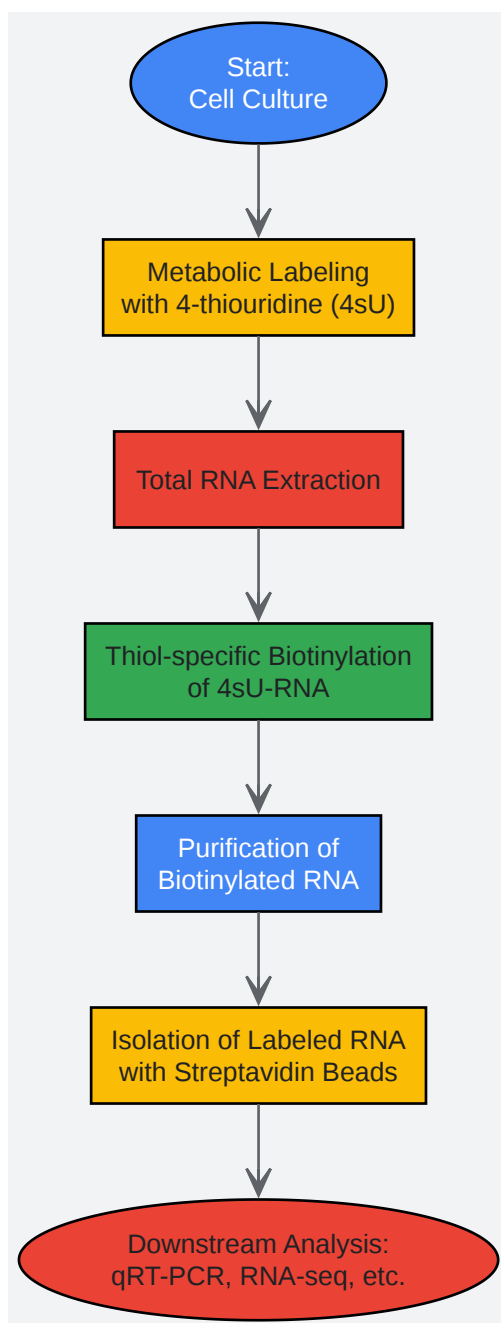 Start:
Cell Culture
Metabolic Labeling
with 4-thiouridine (4sU)
Total RNA Extraction
Thiol-specific Biotinylation
of 4sU-RNA
Purification of
Biotinylated RNA
Isolation of Labeled RNA
with Streptavidin Beads
Downstream Analysis:
qRT-PCR, RNA-seq, etc.